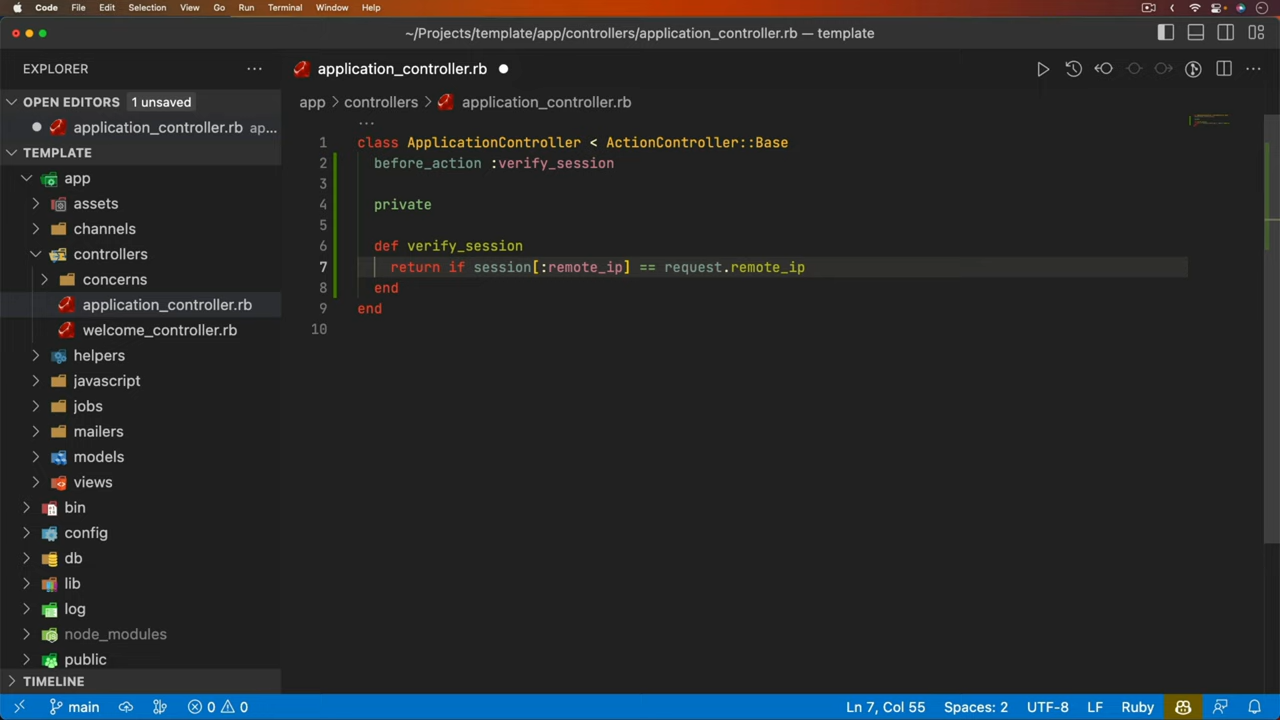 Code File Edit Selection View Go Run Terminal Window Help
~/Projects/template/app/controllers/application_controller.rb — template
EXPLORER
application_controller.rb
OPEN EDITORS 1 unsaved
application_controller.rb ap...
TEMPLATE
app
assets
channels
controllers
concerns
application_controller.rb
welcome_controller.rb
helpers
javascript
jobs
mailers
models
views
bin
config
db
lib
log
node_modules
public
TIMELINE
app > controllers > application_controller.rb
1 class ApplicationController < ActionController::Base
2 before_action :verify_session
3
4 private
5
6 def verify_session
7 return if session[:remote_ip] == request.remote_ip
8 end
9 end
10
main 0 0 Ln 7, Col 55 Spaces: 2 UTF-8 LF Ruby